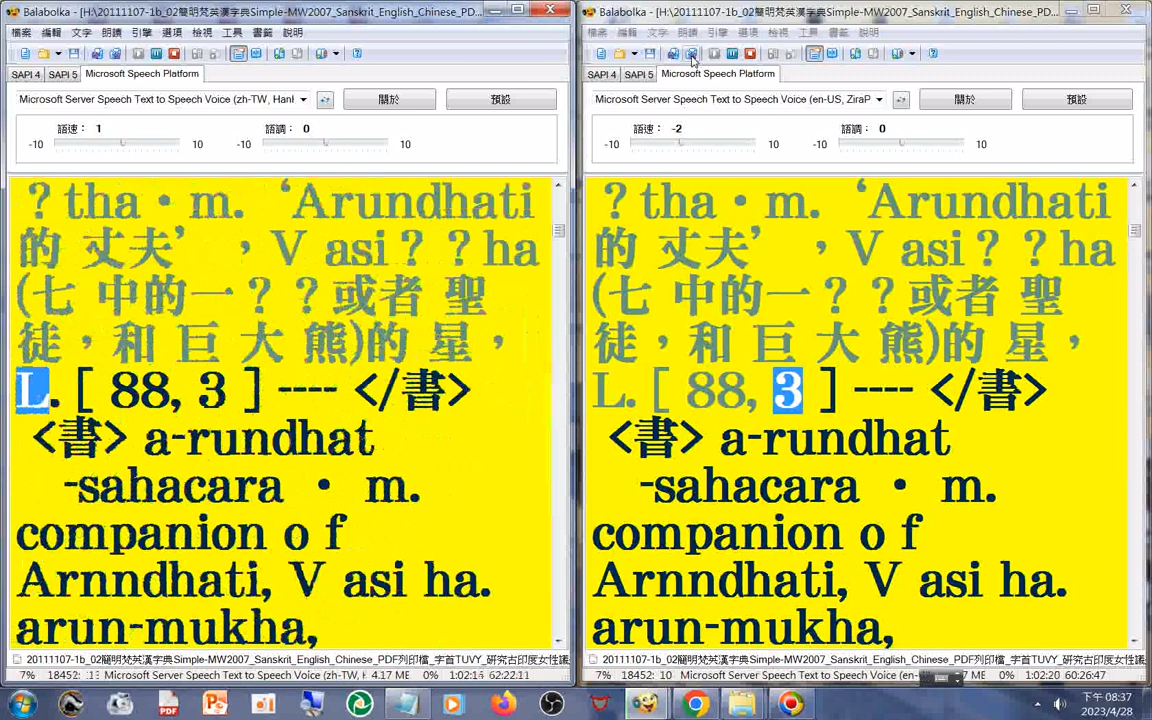 Balabolka - [H:\20111107-1b_02簡明梵英漢字典Simple-MW2007_Sanskrit_English_Chinese_PD...
檔案 編輯 文字 朗讀 引擎 選項 檢視 工具 書籤 說明
SAPI 4 SAPI 5 Microsoft Speech Platform
Microsoft Server Speech Text to Speech Voice (zh-TW, Hanl
關於 預設
語速： 1 語調： 0
-10 10 -10 10
？tha·m.‘Arundhati
的 丈夫’，V asi？？ha
(七 中的一？？或者 聖
徒，和 巨 大 熊)的 星，
L. [ 88, 3 ] ---- </書>
<書> a-rundhat
-sahacara · m.
companion o f
Arnndhati, V asi ha.
arun-mukha,
20111107-1b_02簡明梵英漢字典Simple-MW2007_Sanskrit_English_Chinese_PDF列印檔_字首TUVY_研究古印度女性議
7% 18452: Microsoft Server Speech Text to Speech Voice (zh-TW, 4.17 MB 0% 1:02:16 62:22:11
Balabolka - [H:\20111107-1b_02簡明梵英漢字典Simple-MW2007_Sanskrit_English_Chinese_PD...
檔案 編輯 文字 朗讀 引擎 選項 檢視 工具 書籤 說明
SAPI 4 SAPI 5 Microsoft Speech Platform
Microsoft Server Speech Text to Speech Voice (en-US, ZiraP
關於 預設
語速： -2 語調： 0
-10 10 -10 10
？tha·m.‘Arundhati
的 丈夫’，V asi？？ha
(七 中的一？？或者 聖
徒，和 巨 大 熊)的 星，
L. [ 88, 3 ] ---- </書>
<書> a-rundhat
-sahacara · m.
companion o f
Arnndhati, V asi ha.
arun-mukha,
20111107-1b_02簡明梵英漢字典Simple-MW2007_Sanskrit_English_Chinese_PDF列印檔_字首TUVY_研究古印度女性議
7% 18452: 10 Microsoft Server Speech Text to Speech Voice (en- 4.17 MB 0% 1:02:20 60:26:47
PDF
下午 08:37
2023/4/28